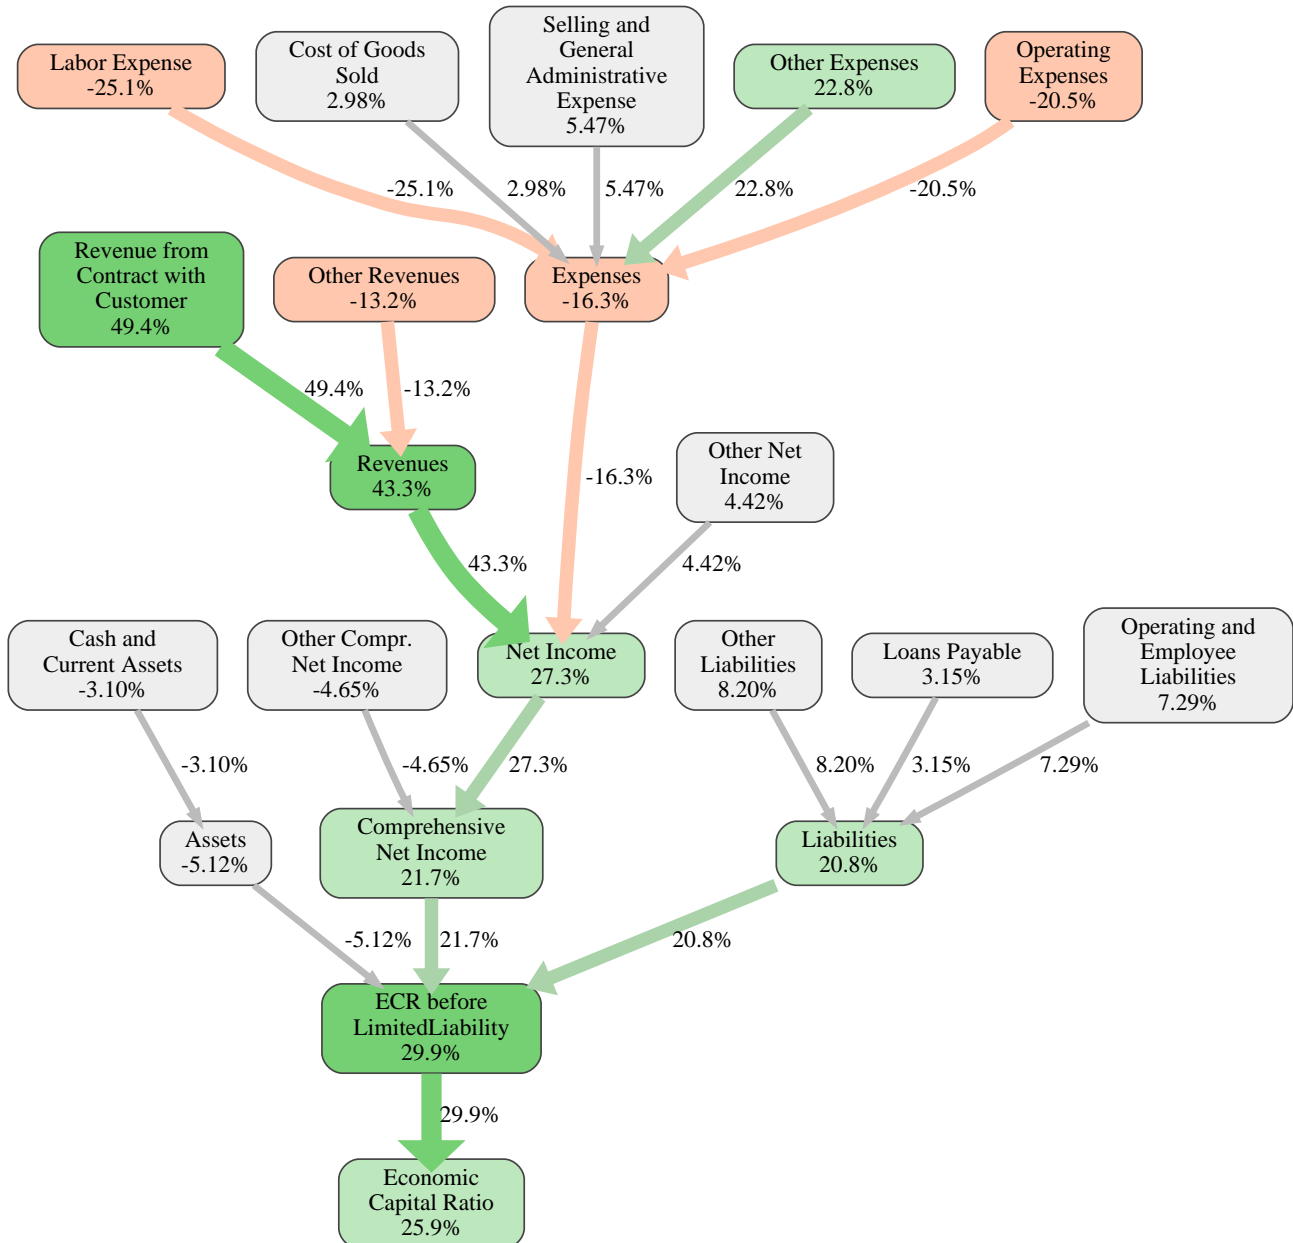 Labor Expense
-25.1%
Cost of Goods
Sold
2.98%
Selling and
General
Administrative
Expense
5.47%
Other Expenses
22.8%
Operating
Expenses
-20.5%
-25.1%
2.98%
5.47%
22.8%
-20.5%
Revenue from
Contract with
Customer
49.4%
Other Revenues
-13.2%
Expenses
-16.3%
49.4%
-13.2%
Revenues
43.3%
-16.3%
Other Net
Income
4.42%
43.3%
4.42%
Cash and
Current Assets
-3.10%
Other Compr.
Net Income
-4.65%
Net Income
27.3%
Other
Liabilities
8.20%
Loans Payable
3.15%
Operating and
Employee
Liabilities
7.29%
-3.10%
-4.65%
27.3%
8.20%
3.15%
7.29%
Assets
-5.12%
Comprehensive
Net Income
21.7%
Liabilities
20.8%
-5.12%
21.7%
20.8%
ECR before
LimitedLiability
29.9%
29.9%
Economic
Capital Ratio
25.9%